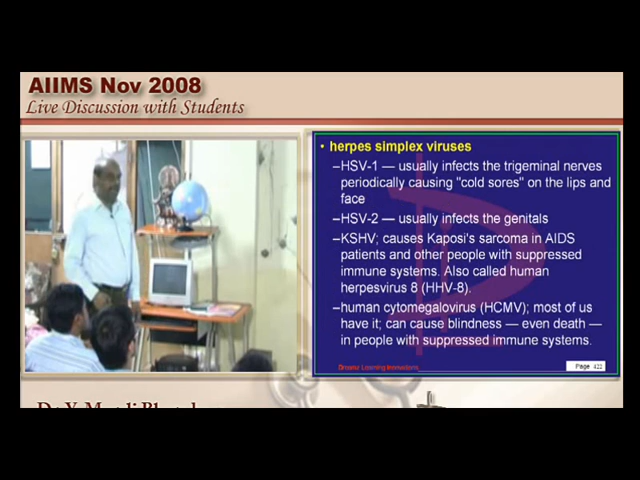 AIIMS Nov 2008
Live Discussion with Students
• herpes simplex viruses
–HSV-1 — usually infects the trigeminal nerves
periodically causing "cold sores" on the lips and
face
–HSV-2 — usually infects the genitals
–KSHV; causes Kaposi's sarcoma in AIDS
patients and other people with suppressed
immune systems. Also called human
herpesvirus 8 (HHV-8).
–human cytomegalovirus (HCMV); most of us
have it; can cause blindness — even death —
in people with suppressed immune systems.
Page 422